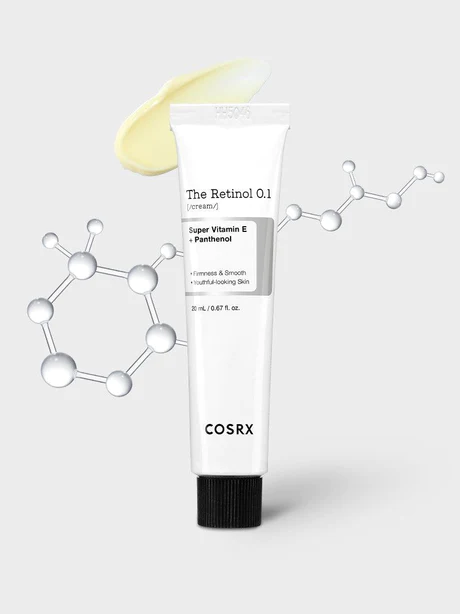 The Retinol 0.1
[/cream/]
Super Vitamin E
+ Panthenol
• Firmness & Smooth
• Youthful-looking Skin
20 mL / 0.67 fl. oz.
COSRX